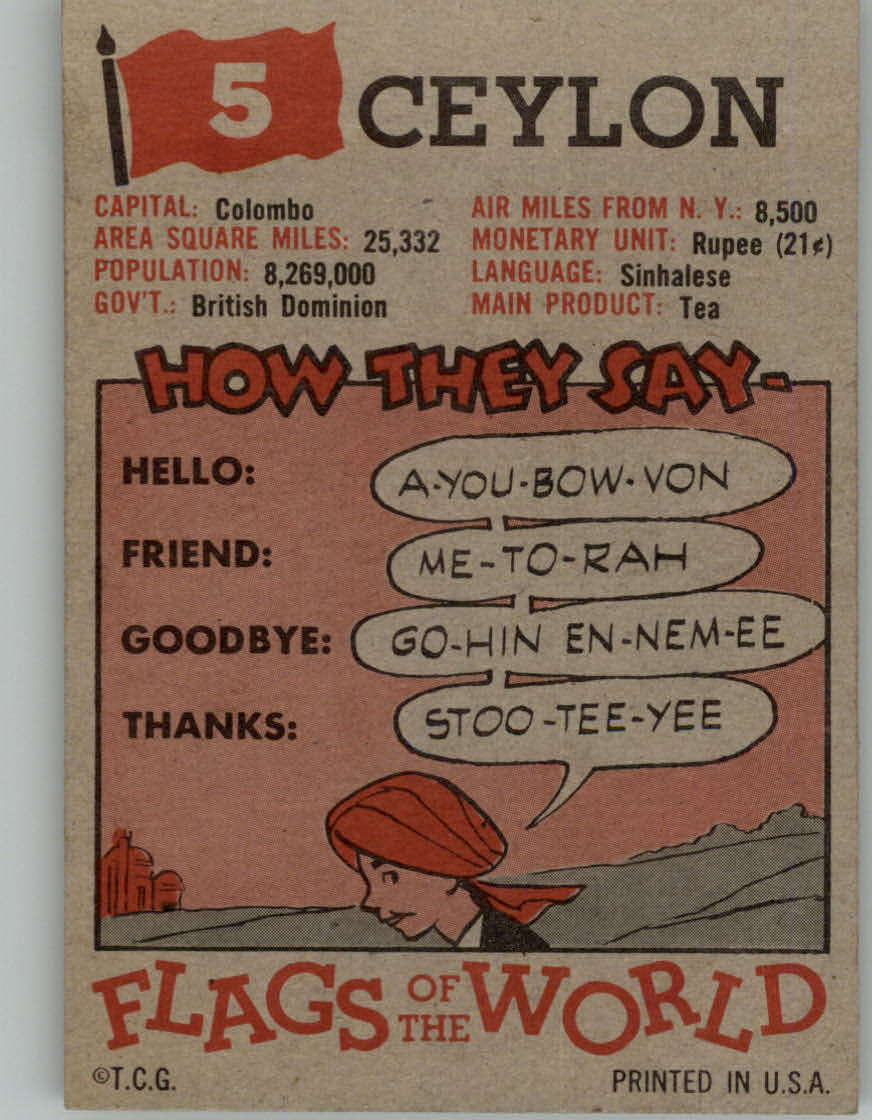 5 CEYLON
CAPITAL: Colombo
AREA SQUARE MILES: 25,332
POPULATION: 8,269,000
GOV'T.: British Dominion
AIR MILES FROM N. Y.: 8,500
MONETARY UNIT: Rupee (21¢)
LANGUAGE: Sinhalese
MAIN PRODUCT: Tea
HOW THEY SAY-
HELLO: A-YOU-BOW-VON
FRIEND: ME-TO-RAH
GOODBYE: GO-HIN EN-NEM-EE
THANKS: STOO-TEE-YEE
FLAGS OF THE WORLD
©T.C.G. PRINTED IN U.S.A.